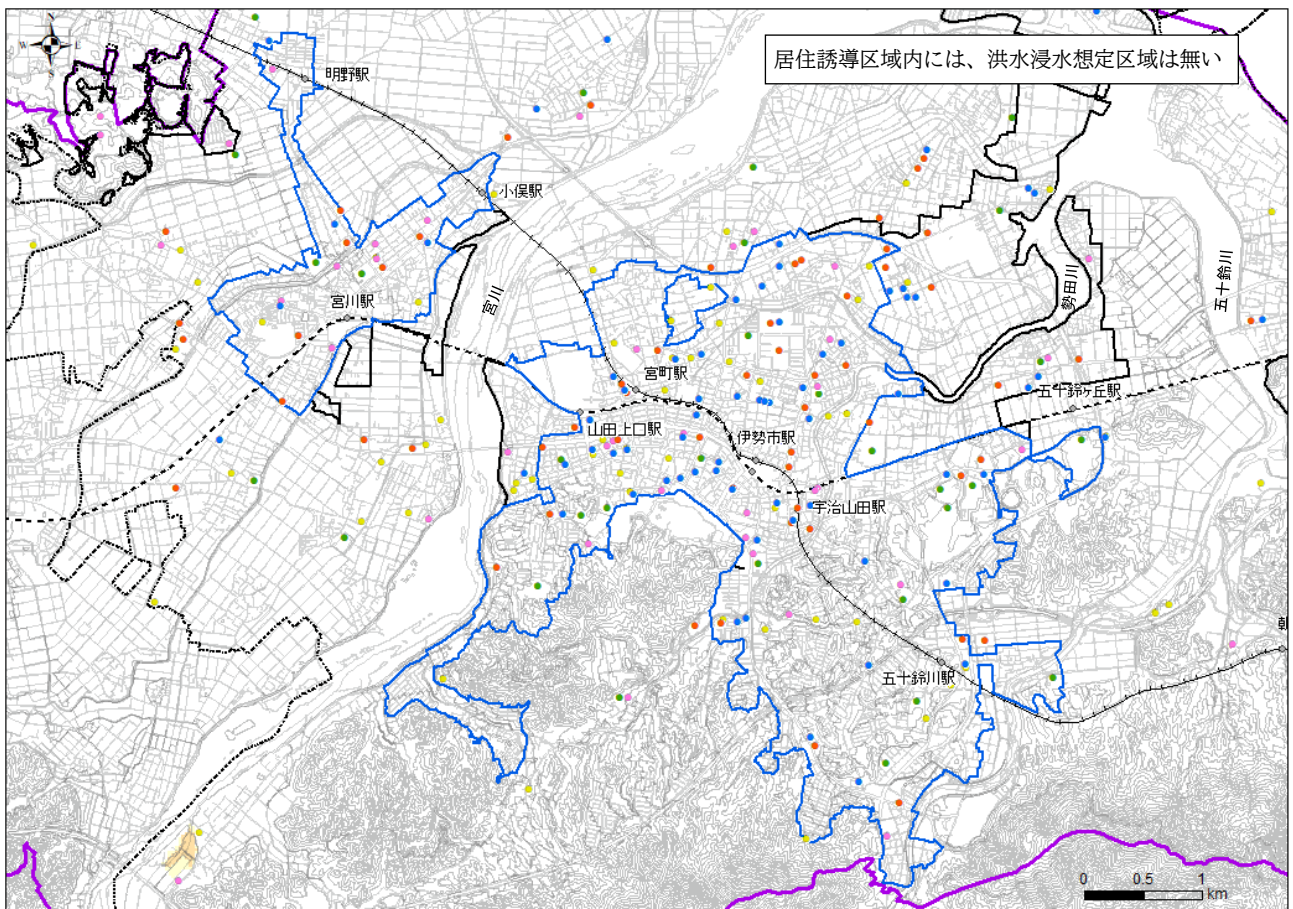 N
W
E
S
居住誘導区域内には、洪水浸水想定区域は無い
明野駅
小俣駅
宮川
勢田川
五十鈴川
宮川駅
宮町駅
五十鈴ヶ丘駅
山田上口駅
伊勢市駅
宇治山田駅
朝
五十鈴川駅
0 0.5 1
km